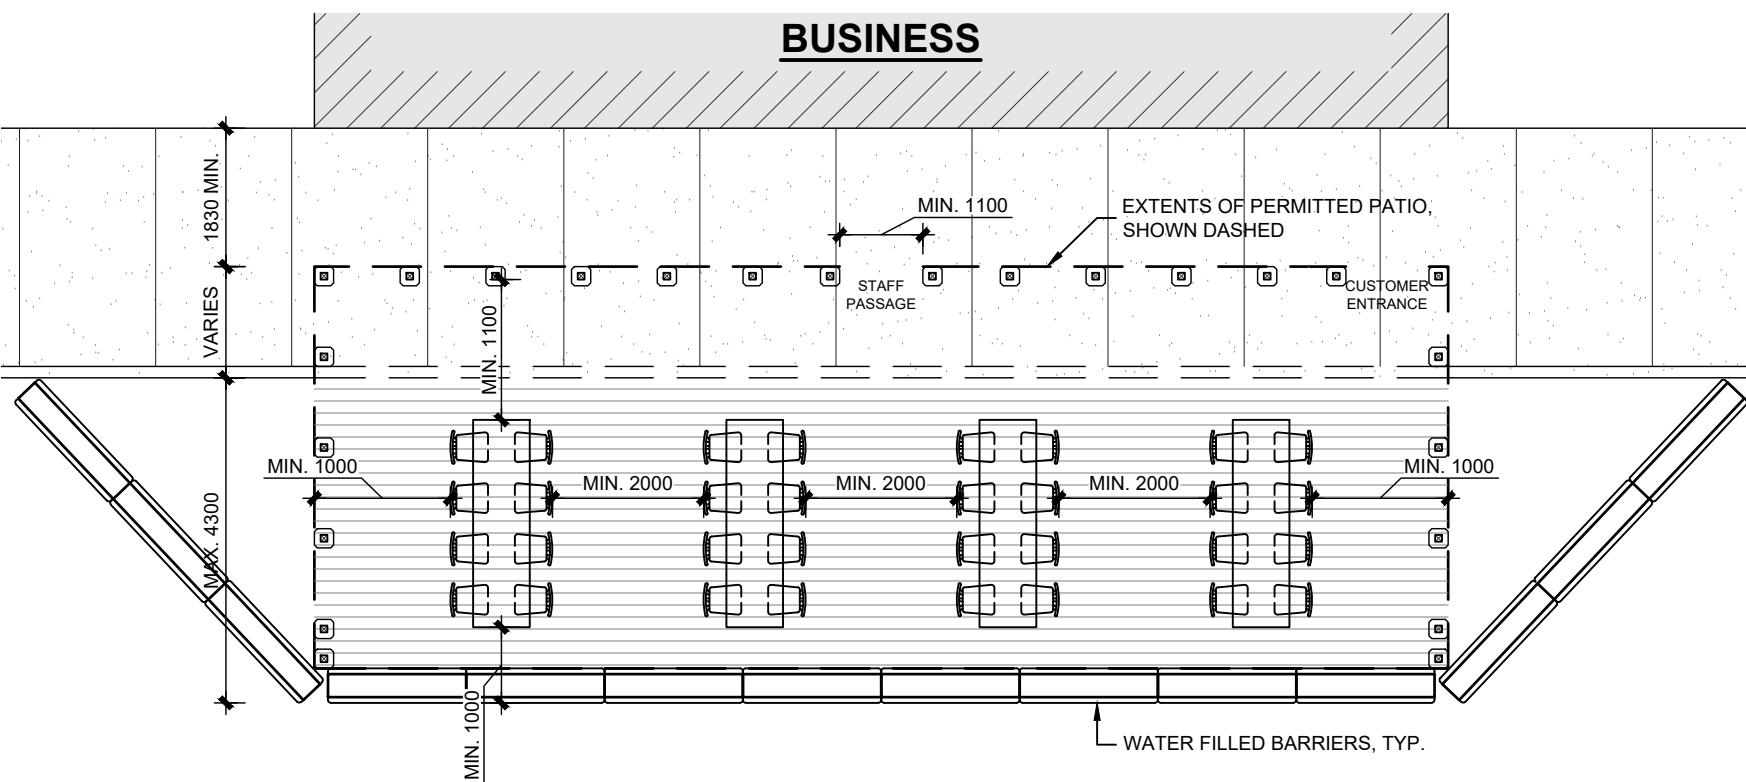 BUSINESS
1830 MIN.
MIN. 1100
EXTENTS OF PERMITTED PATIO,
SHOWN DASHED
VARIES
STAFF
PASSAGE
CUSTOMER
ENTRANCE
MIN. 1100
MIN. 1000
MIN. 2000
MIN. 2000
MIN. 2000
MIN. 1000
MAX. 4300
MIN. 1000
WATER FILLED BARRIERS, TYP.